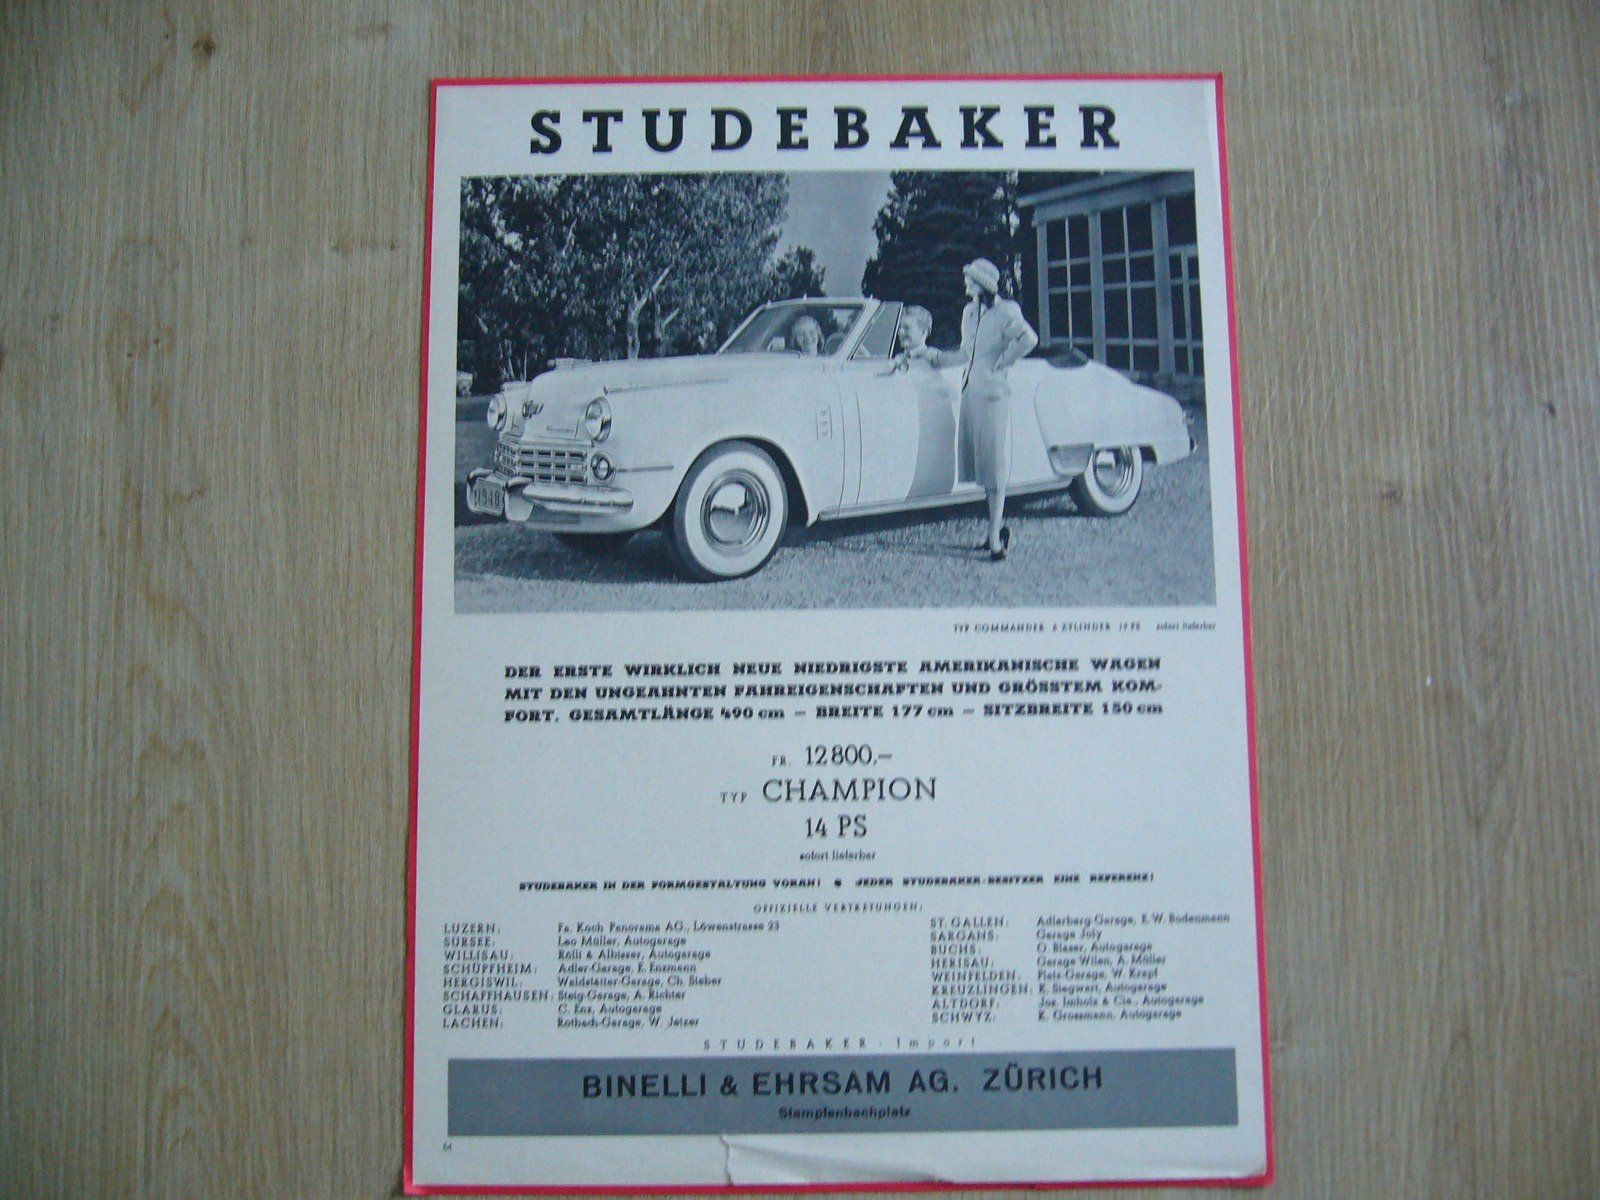 STUDEBAKER
1948
TYP COMMANDER 6 ZYLINDER 19 PS sofort lieferbar
DER ERSTE WIRKLICH NEUE NIEDRIGSTE AMERIKANISCHE WAGEN
MIT DEN UNGEAHNTEN FAHREIGENSCHAFTEN UND GRÖSSTEM KOM-
FORT. GESAMTLÄNGE 490 cm – BREITE 177 cm – SITZBREITE 150 cm
FR. 12800.–
TYP CHAMPION
14 PS
sofort lieferbar
STUDEBAKER IN DER FORMGESTALTUNG VORAN! ● JEDER STUDEBAKER-BESITZER EINE REFERENZ!
OFFIZIELLE VERTRETUNGEN:
LUZERN: Fa. Koch Panorama AG., Löwenstrasse 23
SURSEE: Leo Müller, Autogarage
WILLISAU: Rölli & Albisser, Autogarage
SCHÜPFHEIM: Adler-Garage, E. Enzmann
HERGISWIL: Waldstätter-Garage, Ch. Sieber
SCHAFFHAUSEN: Steig-Garage, A. Richter
GLARUS: C. Enz, Autogarage
LACHEN: Rotbach-Garage, W. Jetzer
ST. GALLEN: Adlerberg-Garage, E. W. Bodenmann
SARGANS: Garage Joly
BUCHS: O. Blaser, Autogarage
HERISAU: Garage Wilen, A. Müller
WEINFELDEN: Platz-Garage, W. Krapf
KREUZLINGEN: K. Siegwart, Autogarage
ALTDORF: Jos. Imholz & Cie., Autogarage
SCHWYZ: K. Grossmann, Autogarage
STUDEBAKER-Import
BINELLI & EHRSAM AG. ZÜRICH
Stampfenbachplatz